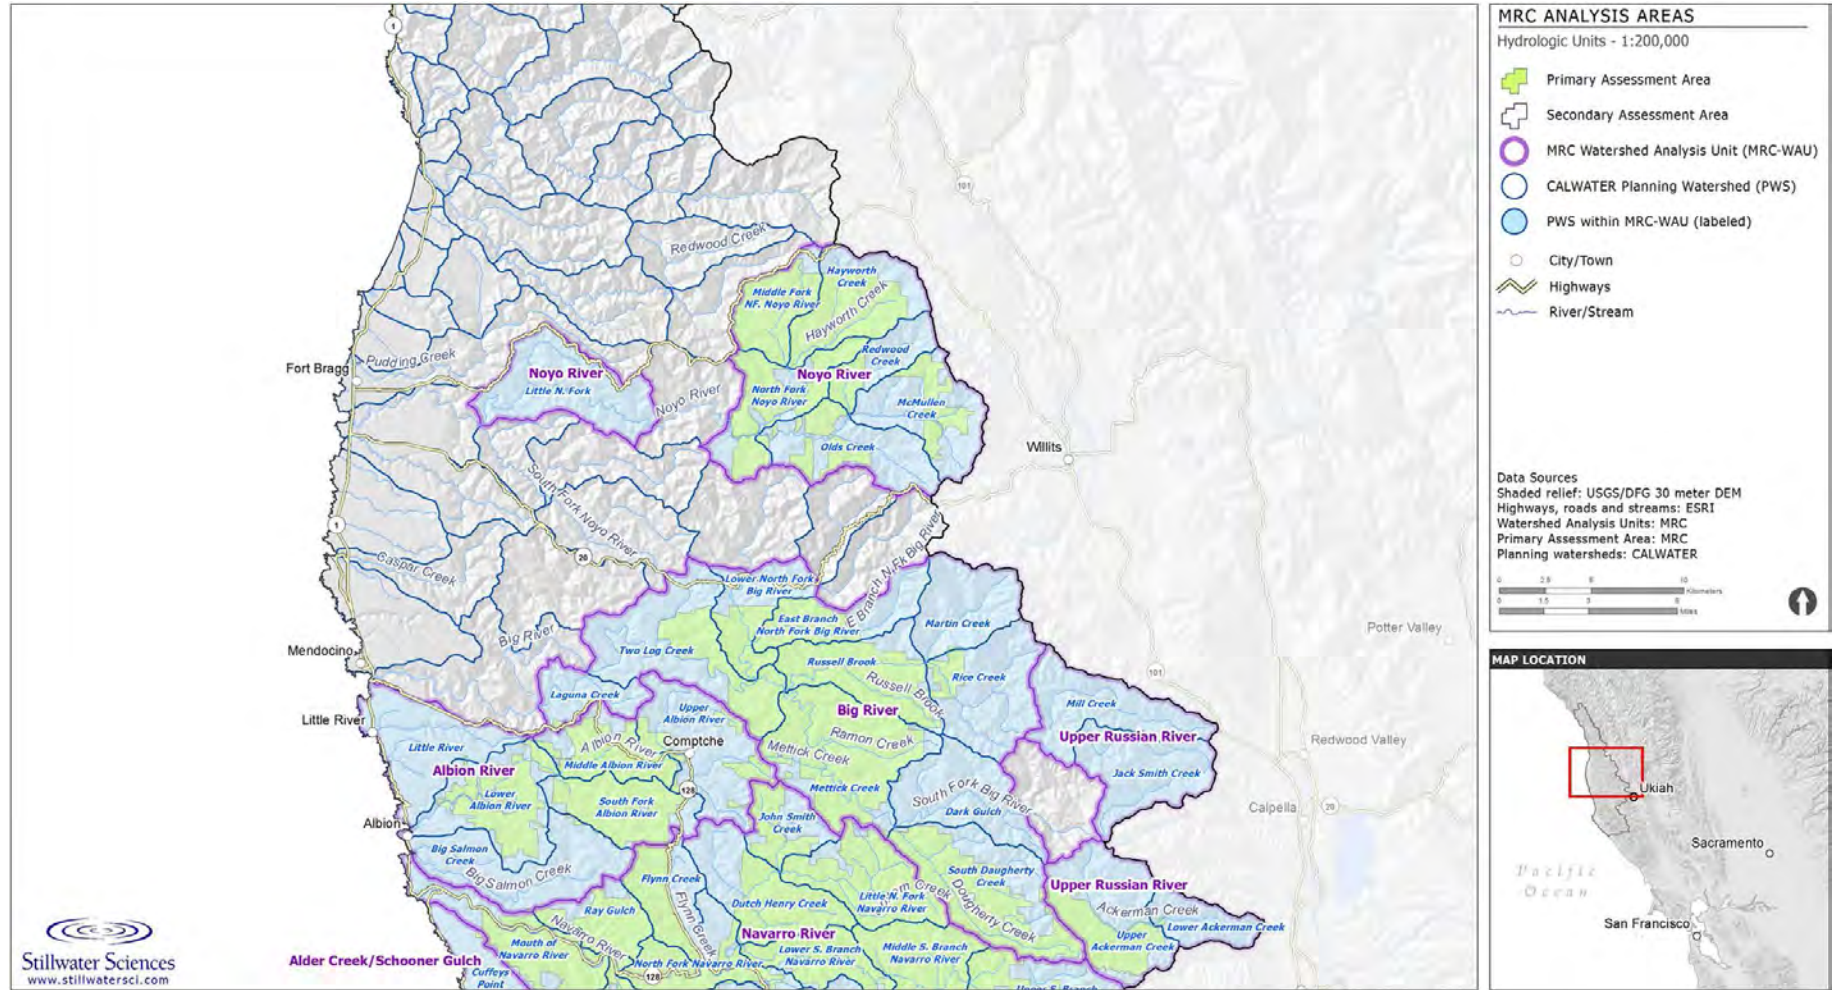 MRC ANALYSIS AREAS
Hydrologic Units - 1:200,000
Primary Assessment Area
Secondary Assessment Area
MRC Watershed Analysis Unit (MRC-WAU)
CALWATER Planning Watershed (PWS)
PWS within MRC-WAU (labeled)
City/Town
Highways
River/Stream
Data Sources
Shaded relief: USGS/DFG 30 meter DEM
Highways, roads and streams: ESRI
Watershed Analysis Units: MRC
Primary Assessment Area: MRC
Planning watersheds: CALWATER
Kilometers
Miles
MAP LOCATION
Ukiah
Sacramento
Pacific
Ocean
San Francisco
1
101
Redwood Creek
Hayworth
Creek
Middle Fork
NF. Noyo River
Hayworth Creek
Redwood
Creek
Pudding Creek
Fort Bragg
Noyo River
Little N. Fork
Noyo River
Noyo River
North Fork
Noyo River
McMullen
Creek
Olds Creek
Willits
South Fork Noyo River
1
20
Caspar Creek
E Branch N Fk Big River
Lower North Fork
Big River
East Branch
North Fork Big River
Martin Creek
Potter Valley
Big River
Mendocino
Two Log Creek
Russell Brook
Russell Brook
Rice Creek
101
Laguna Creek
Upper
Albion River
Big River
Mill Creek
Little River
Little River
Albion River
Comptche
Ramon Creek
Mettick Creek
Upper Russian River
Redwood Valley
Albion River
Middle Albion River
Jack Smith Creek
Lower
Albion River
South Fork
Albion River
128
Mettick Creek
South Fork Big River
Dark Gulch
Calpella
20
Albion
John Smith
Creek
Big Salmon
Creek
Big Salmon Creek
Flynn Creek
Flynn Creek
South Daugherty
Creek
Upper Russian River
Little N. Fork
Navarro River
Dougherty Creek
Dutch Henry Creek
Ray Gulch
Ackerman Creek
Lower Ackerman Creek
Upper
Ackerman Creek
Navarro River
Navarro River
Mouth of
Navarro River
Lower S. Branch
Navarro River
Middle S. Branch
Navarro River
North Fork Navarro River
128
Alder Creek/Schooner Gulch
Cuffeys
Point
Stillwater Sciences
www.stillwatersci.com